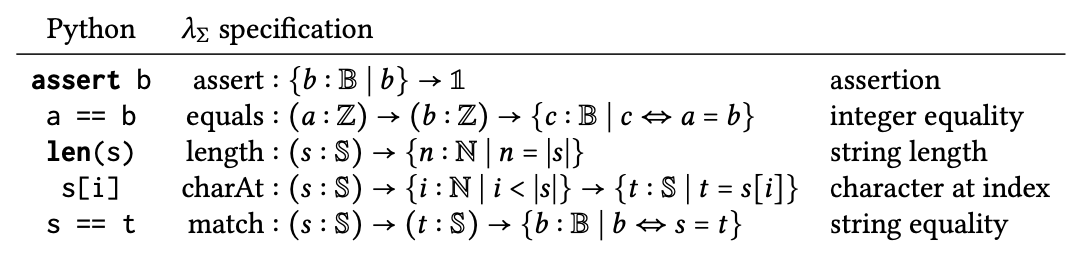 Python λΣ specification
assert b assert : {b : 𝔹 | b} → 𝟙 assertion
a == b equals : (a : ℤ) → (b : ℤ) → {c : 𝔹 | c ⇔ a = b} integer equality
len(s) length : (s : 𝕊) → {n : ℕ | n = |s|} string length
s[i] charAt : (s : 𝕊) → {i : ℕ | i < |s|} → {t : 𝕊 | t = s[i]} character at index
s == t match : (s : 𝕊) → (t : 𝕊) → {b : 𝔹 | b ⇔ s = t} string equality